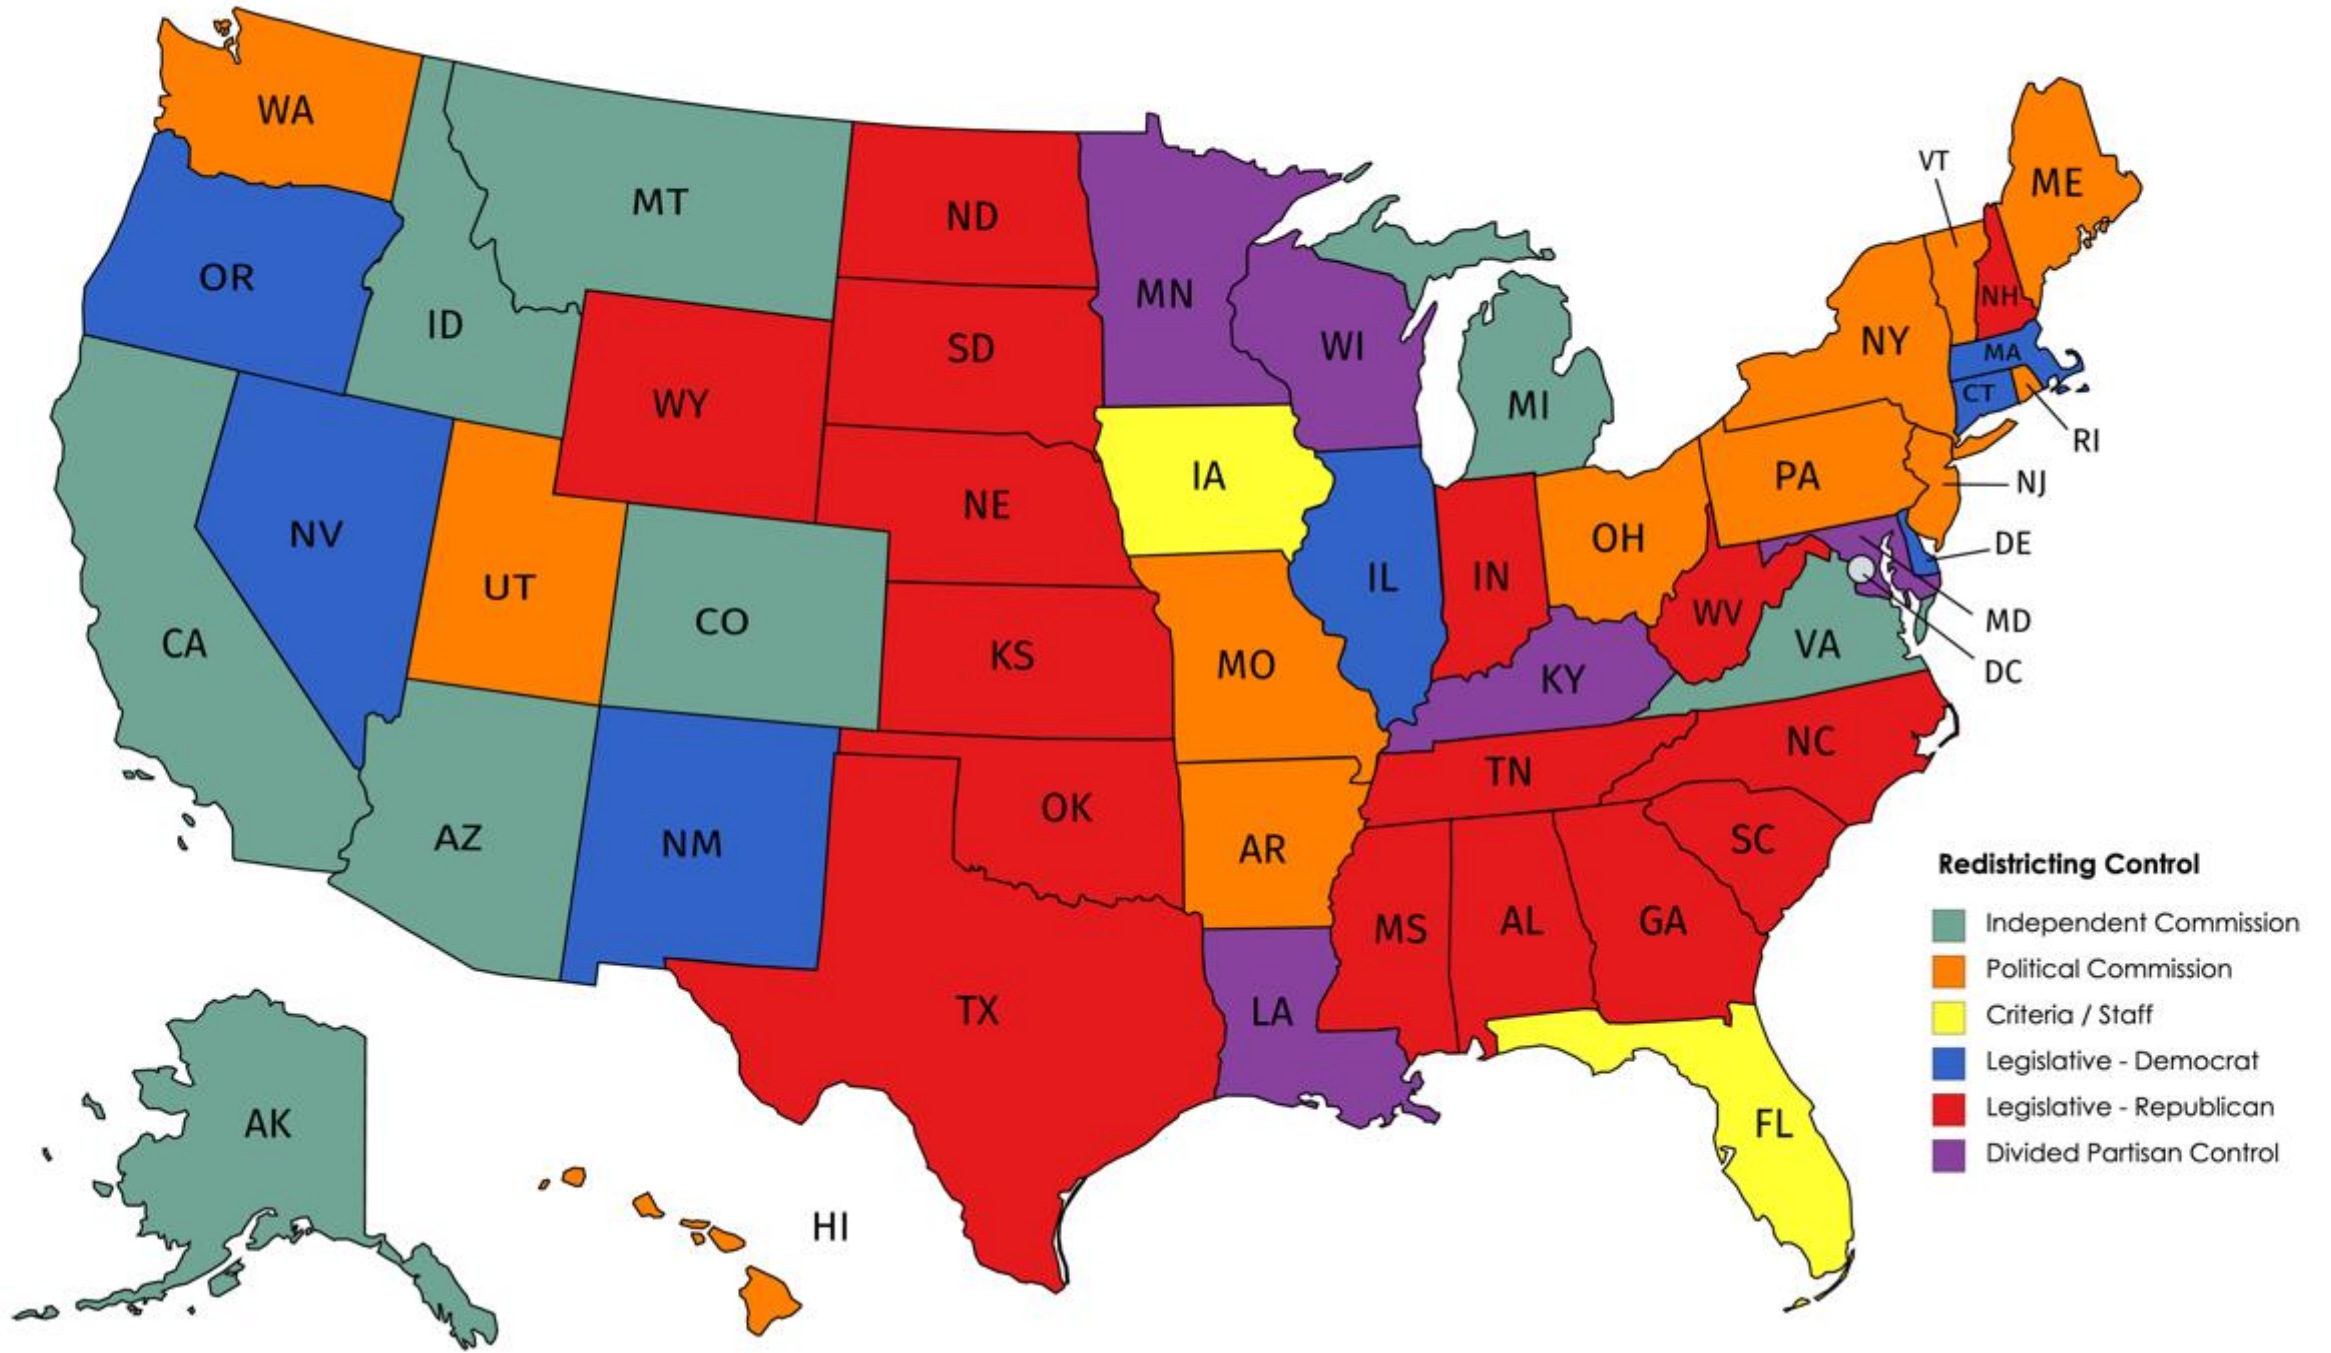 WA
VT
ME
MT
ND
OR
MN
NH
ID
NY
SD
WI
MA
CT
WY
MI
RI
IA
PA
NJ
NE
NV
OH
DE
UT
IL
IN
CO
WV
MD
CA
VA
KS
MO
DC
KY
NC
TN
OK
AZ
NM
AR
SC
Redistricting Control
MS
AL
GA
Independent Commission
Political Commission
TX
LA
Criteria / Staff
Legislative - Democrat
Legislative - Republican
AK
FL
Divided Partisan Control
HI